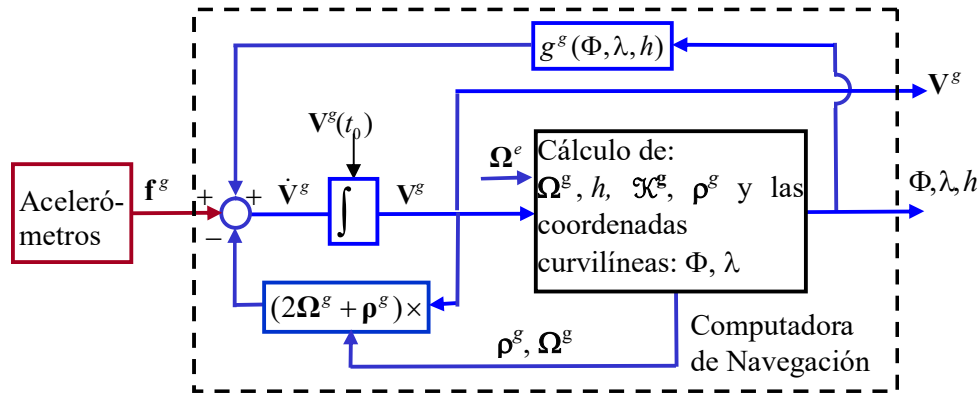 g^g (Φ, λ, h)
V^g
V^g(t_0)
Ω^e
Cálculo de:
Ω^g , h, 𝒦^g, ρ^g y las
coordenadas
curvilíneas: Φ, λ
Φ, λ, h
Aceleró-
metros
f^g
+
+
−
V̇^g
∫
V^g
(2Ω^g + ρ^g)×
ρ^g, Ω^g
Computadora
de Navegación